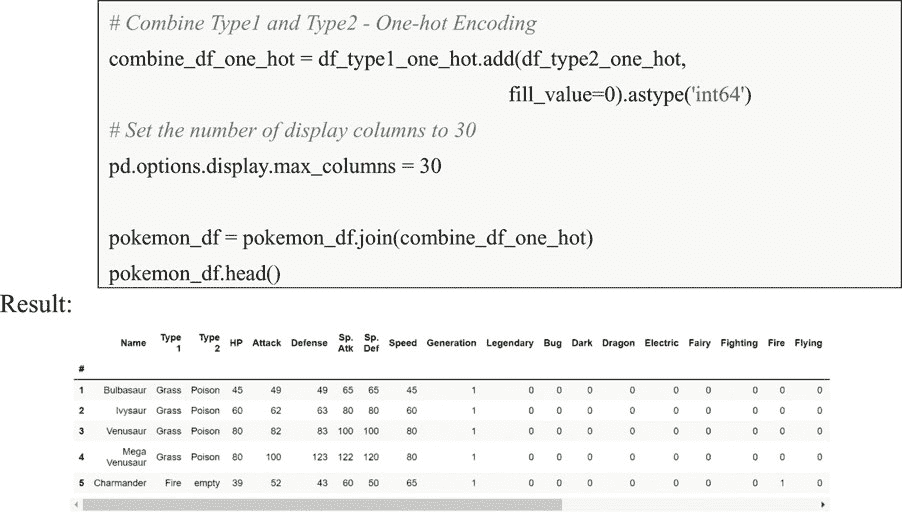 # Combine Type1 and Type2 - One-hot Encoding
combine_df_one_hot = df_type1_one_hot.add(df_type2_one_hot,
fill_value=0).astype('int64')
# Set the number of display columns to 30
pd.options.display.max_columns = 30
pokemon_df = pokemon_df.join(combine_df_one_hot)
pokemon_df.head()
Result:
Name Type 1 Type 2 HP Attack Defense Sp. Atk Sp. Def Speed Generation Legendary Bug Dark Dragon Electric Fairy Fighting Fire Flying
#
1 Bulbasaur Grass Poison 45 49 49 65 65 45 1 0 0 0 0 0 0 0 0 0
2 Ivysaur Grass Poison 60 62 63 80 80 60 1 0 0 0 0 0 0 0 0 0
3 Venusaur Grass Poison 80 82 83 100 100 80 1 0 0 0 0 0 0 0 0 0
4 Mega Venusaur Grass Poison 80 100 123 122 120 80 1 0 0 0 0 0 0 0 0 0
5 Charmander Fire empty 39 52 43 60 50 65 1 0 0 0 0 0 0 0 1 0